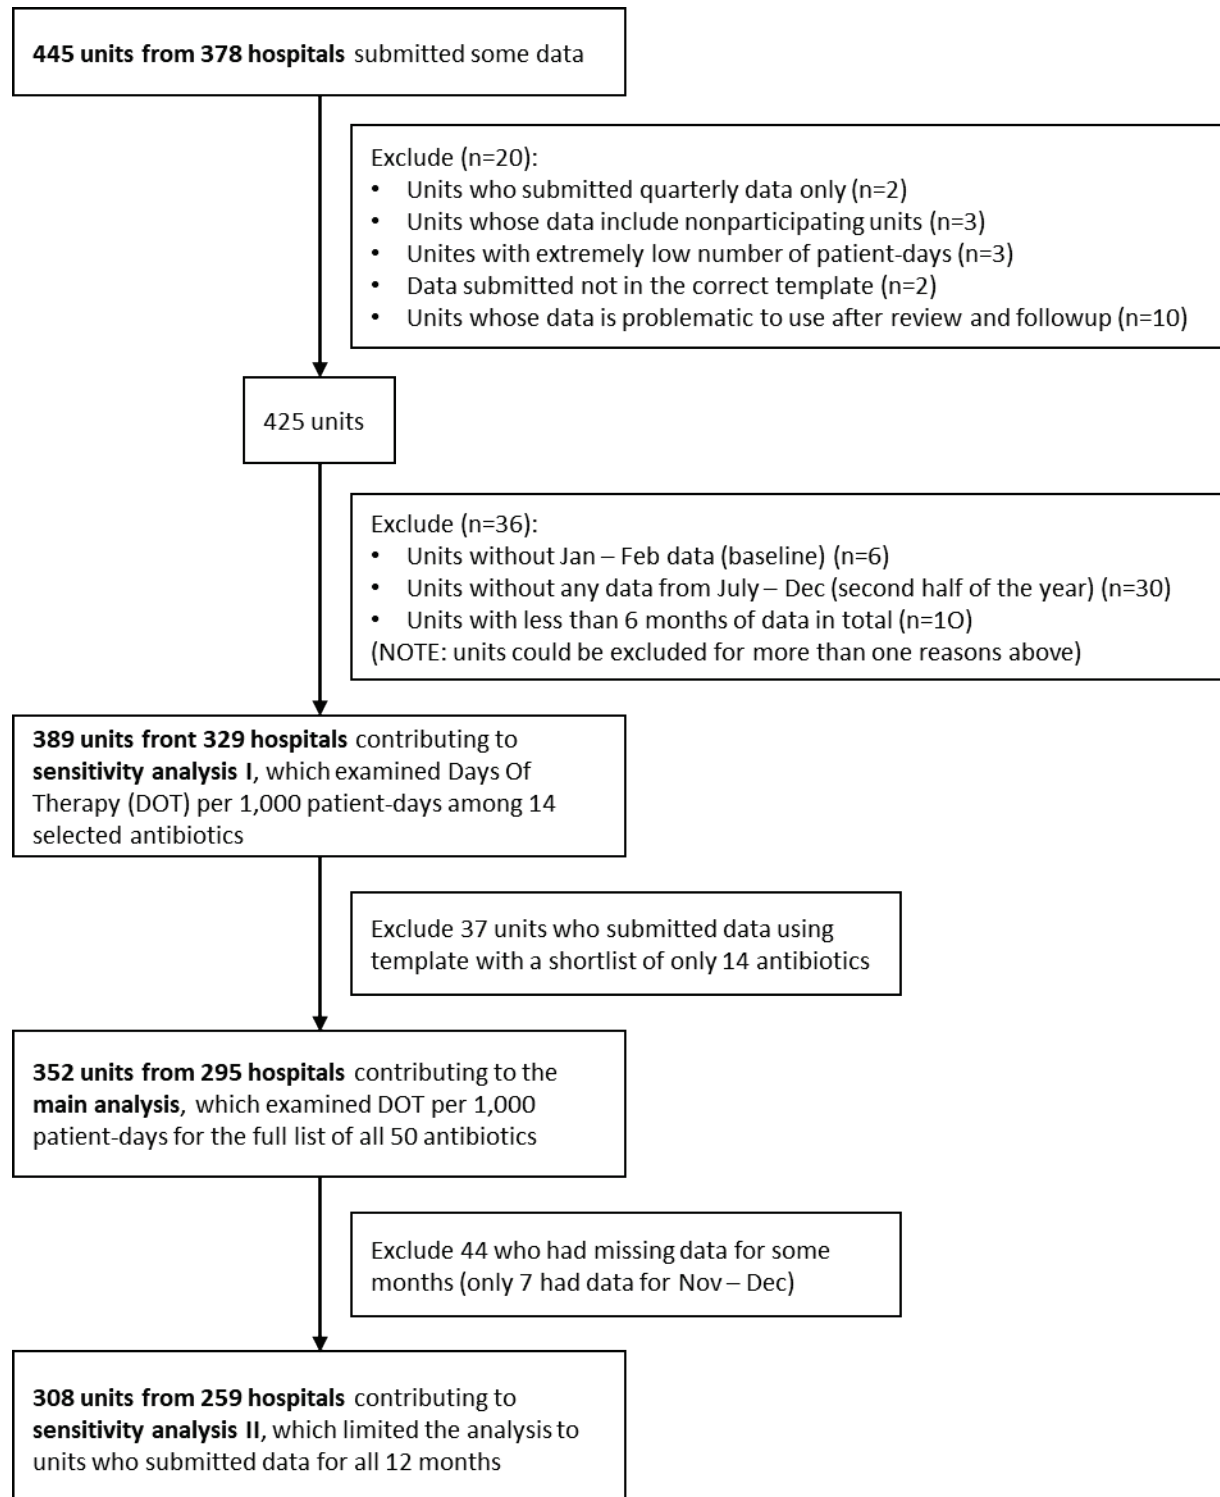 445 units from 378 hospitals submitted some data
Exclude (n=20):
• Units who submitted quarterly data only (n=2)
• Units whose data include nonparticipating units (n=3)
• Unites with extremely low number of patient-days (n=3)
• Data submitted not in the correct template (n=2)
• Units whose data is problematic to use after review and followup (n=10)
425 units
Exclude (n=36):
• Units without Jan – Feb data (baseline) (n=6)
• Units without any data from July – Dec (second half of the year) (n=30)
• Units with less than 6 months of data in total (n=1O)
(NOTE: units could be excluded for more than one reasons above)
389 units front 329 hospitals contributing to
sensitivity analysis I, which examined Days Of
Therapy (DOT) per 1,000 patient-days among 14
selected antibiotics
Exclude 37 units who submitted data using
template with a shortlist of only 14 antibiotics
352 units from 295 hospitals contributing to the
main analysis, which examined DOT per 1,000
patient-days for the full list of all 50 antibiotics
Exclude 44 who had missing data for some
months (only 7 had data for Nov – Dec)
308 units from 259 hospitals contributing to
sensitivity analysis II, which limited the analysis to
units who submitted data for all 12 months